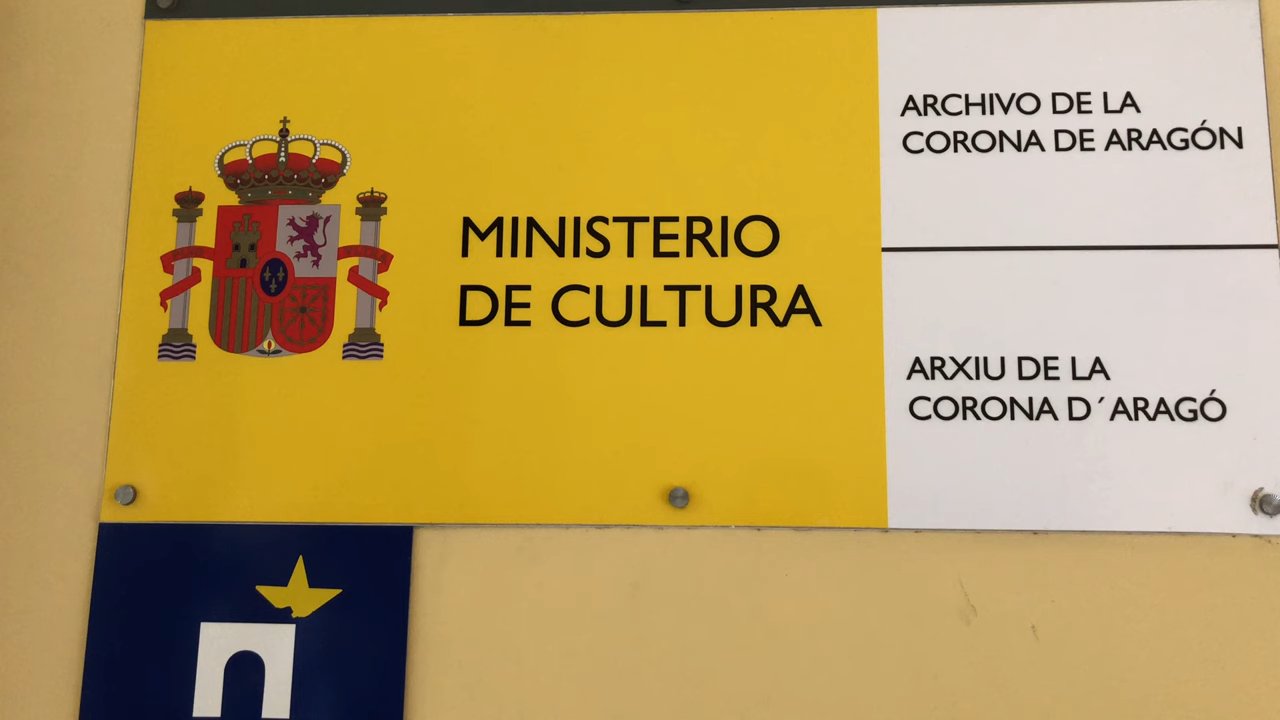 MINISTERIO
DE CULTURA
ARCHIVO DE LA
CORONA DE ARAGÓN
ARXIU DE LA
CORONA D´ARAGÓ